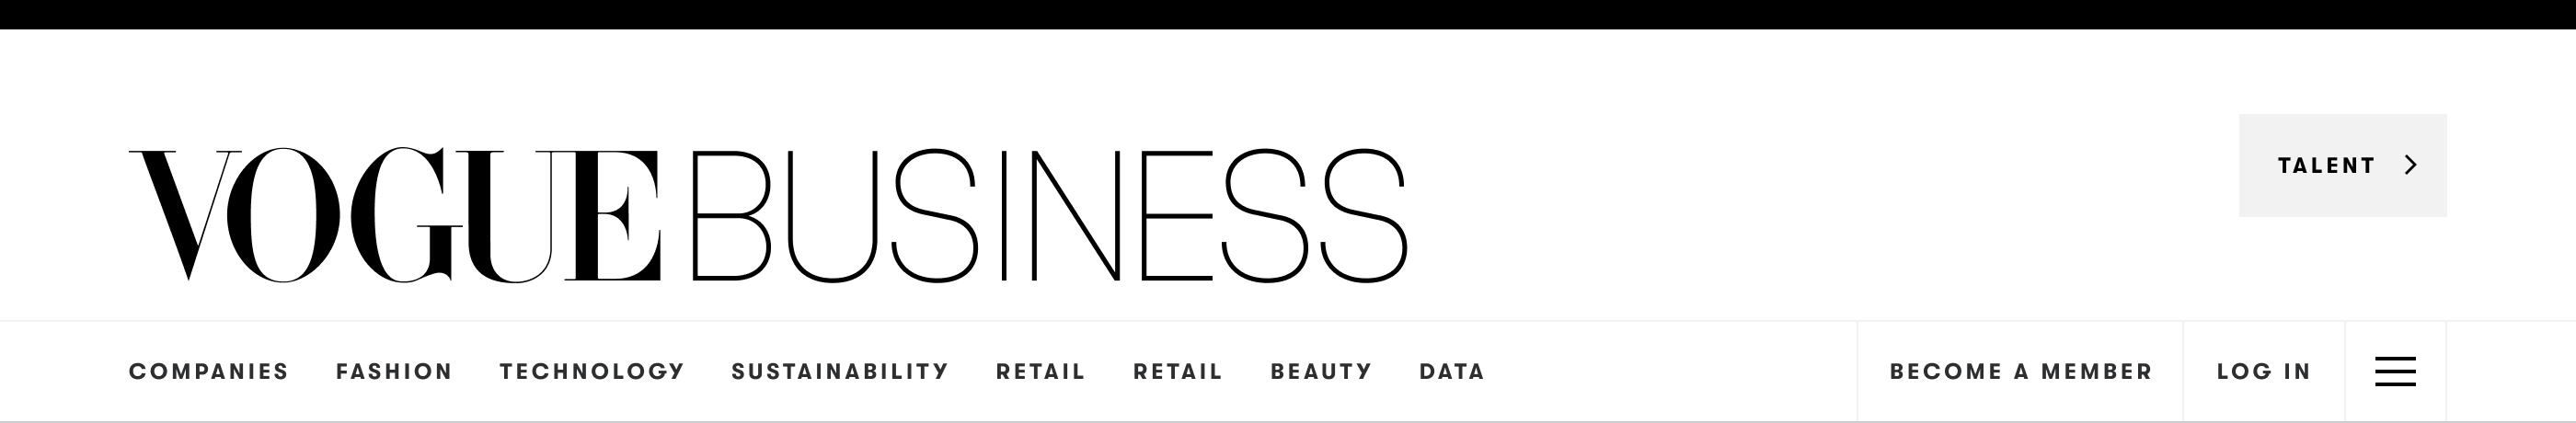 VOGUE BUSINESS
TALENT
COMPANIES FASHION TECHNOLOGY SUSTAINABILITY RETAIL RETAIL BEAUTY DATA BECOME A MEMBER LOG IN